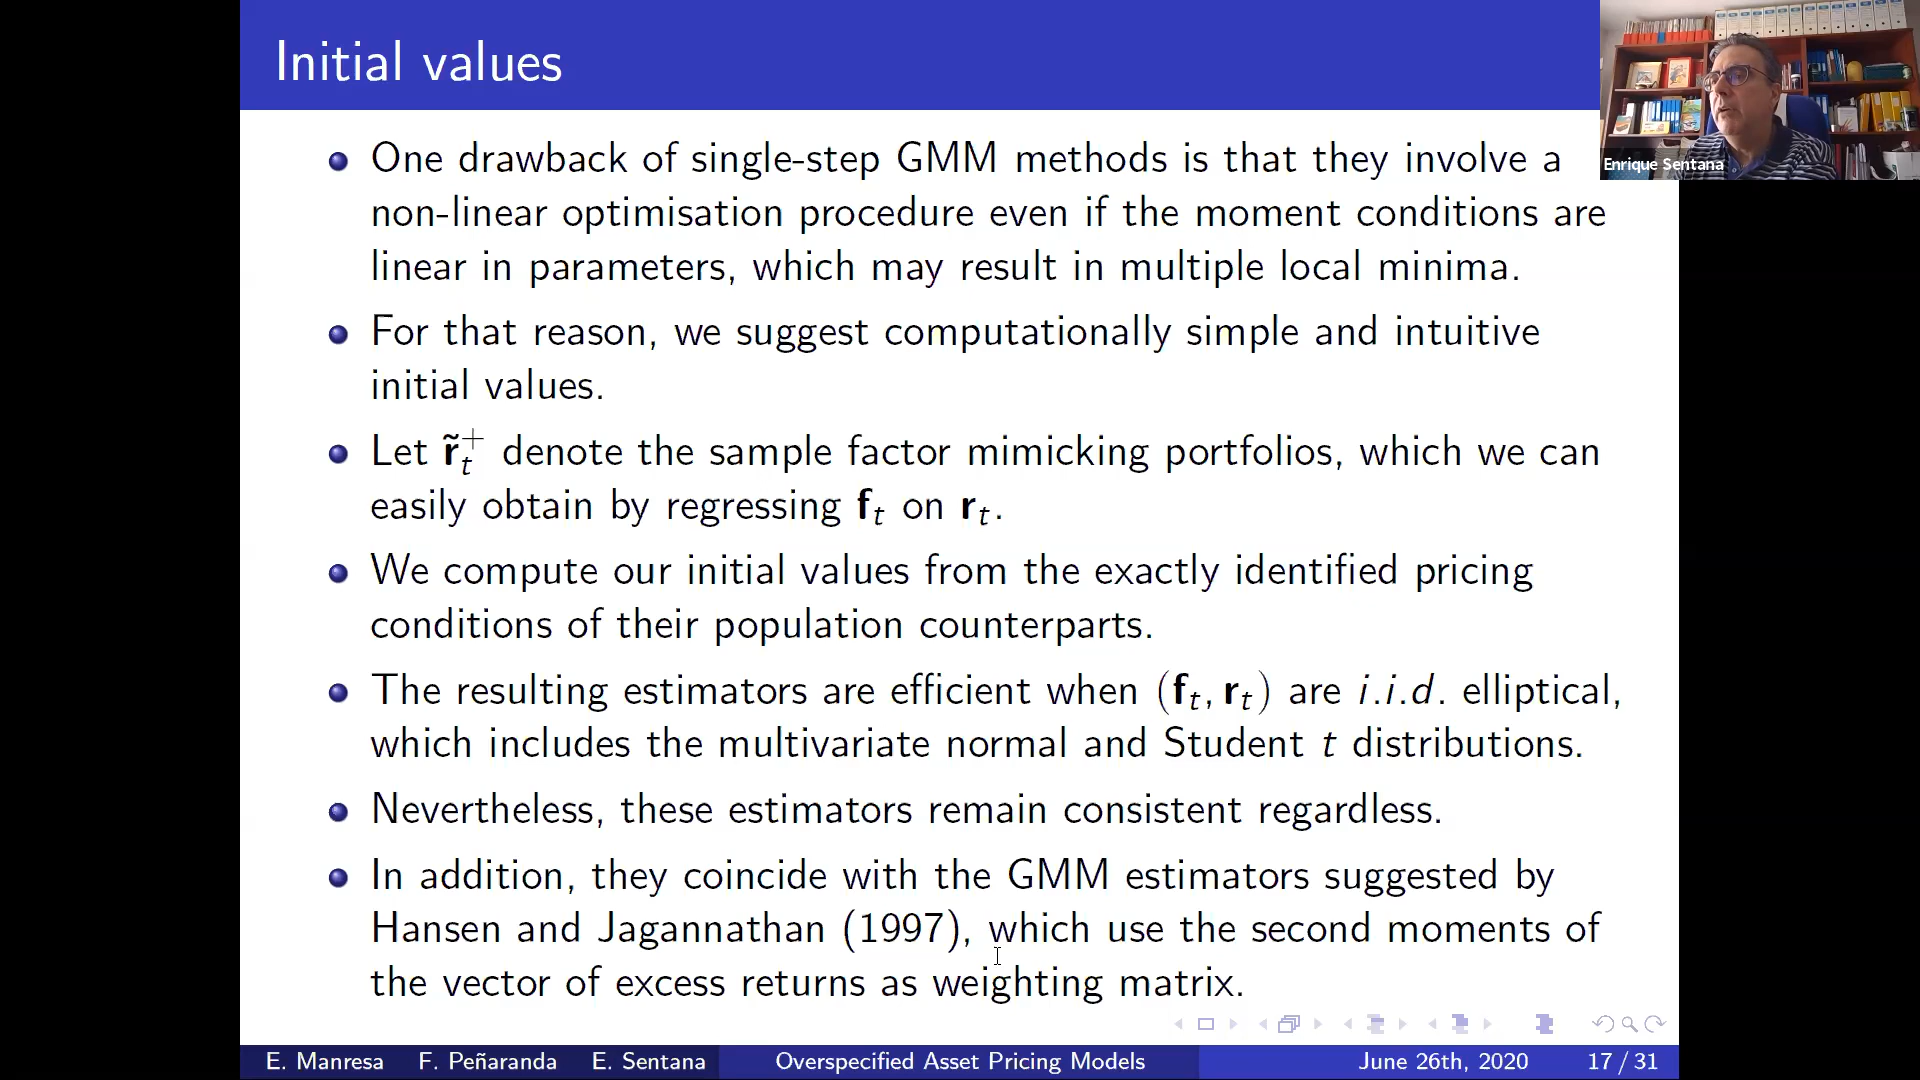 Initial values
Enrique Sentana
One drawback of single-step GMM methods is that they involve a
non-linear optimisation procedure even if the moment conditions are
linear in parameters, which may result in multiple local minima.
For that reason, we suggest computationally simple and intuitive
initial values.
Let r̃ₜ⁺ denote the sample factor mimicking portfolios, which we can
easily obtain by regressing fₜ on rₜ.
We compute our initial values from the exactly identified pricing
conditions of their population counterparts.
The resulting estimators are efficient when (fₜ, rₜ) are i.i.d. elliptical,
which includes the multivariate normal and Student t distributions.
Nevertheless, these estimators remain consistent regardless.
In addition, they coincide with the GMM estimators suggested by
Hansen and Jagannathan (1997), which use the second moments of
the vector of excess returns as weighting matrix.
E. Manresa F. Peñaranda E. Sentana Overspecified Asset Pricing Models June 26th, 2020 17 / 31